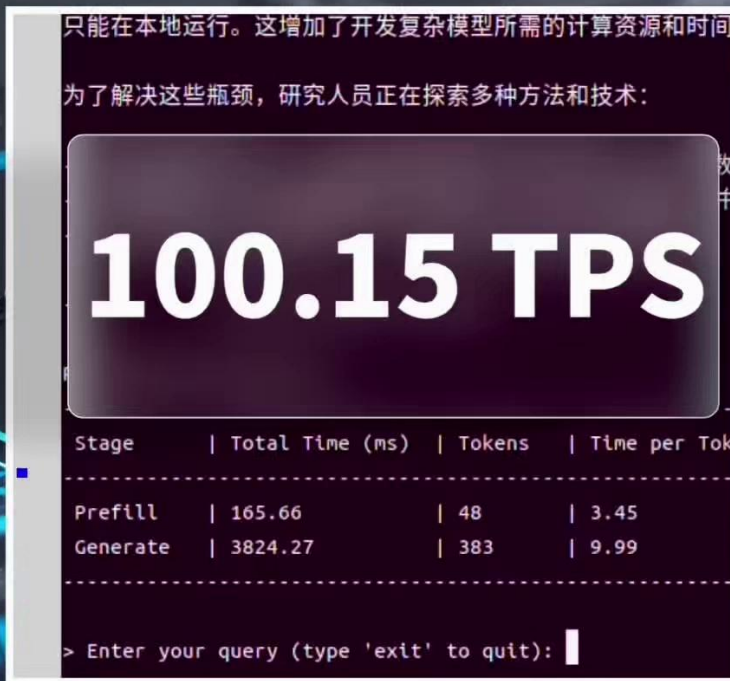 只能在本地运行。这增加了开发复杂模型所需的计算资源和时间
为了解决这些瓶颈，研究人员正在探索多种方法和技术：
100.15 TPS
Stage | Total Time (ms) | Tokens | Time per Tok
Prefill | 165.66 | 48 | 3.45
Generate | 3824.27 | 383 | 9.99
> Enter your query (type 'exit' to quit):